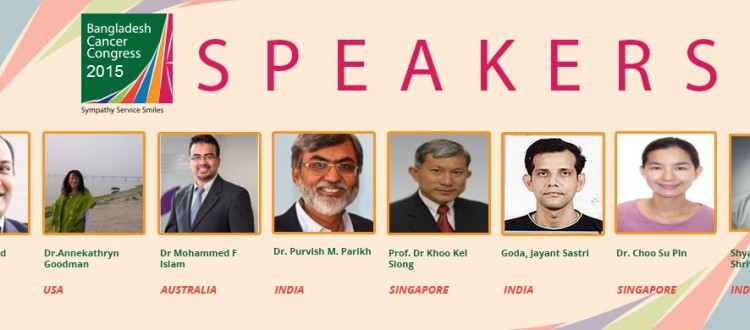 Bangladesh
Cancer
Congress
2015
Sympathy Service Smiles
SPEAKERS
d
Dr.Annekathryn
Goodman
USA
Dr Mohammed F
Islam
AUSTRALIA
Dr. Purvish M. Parikh
INDIA
Prof. Dr Khoo Kei
Siong
SINGAPORE
Goda, Jayant Sastri
INDIA
Dr. Choo Su Pin
SINGAPORE
Shya
Shriv
IND